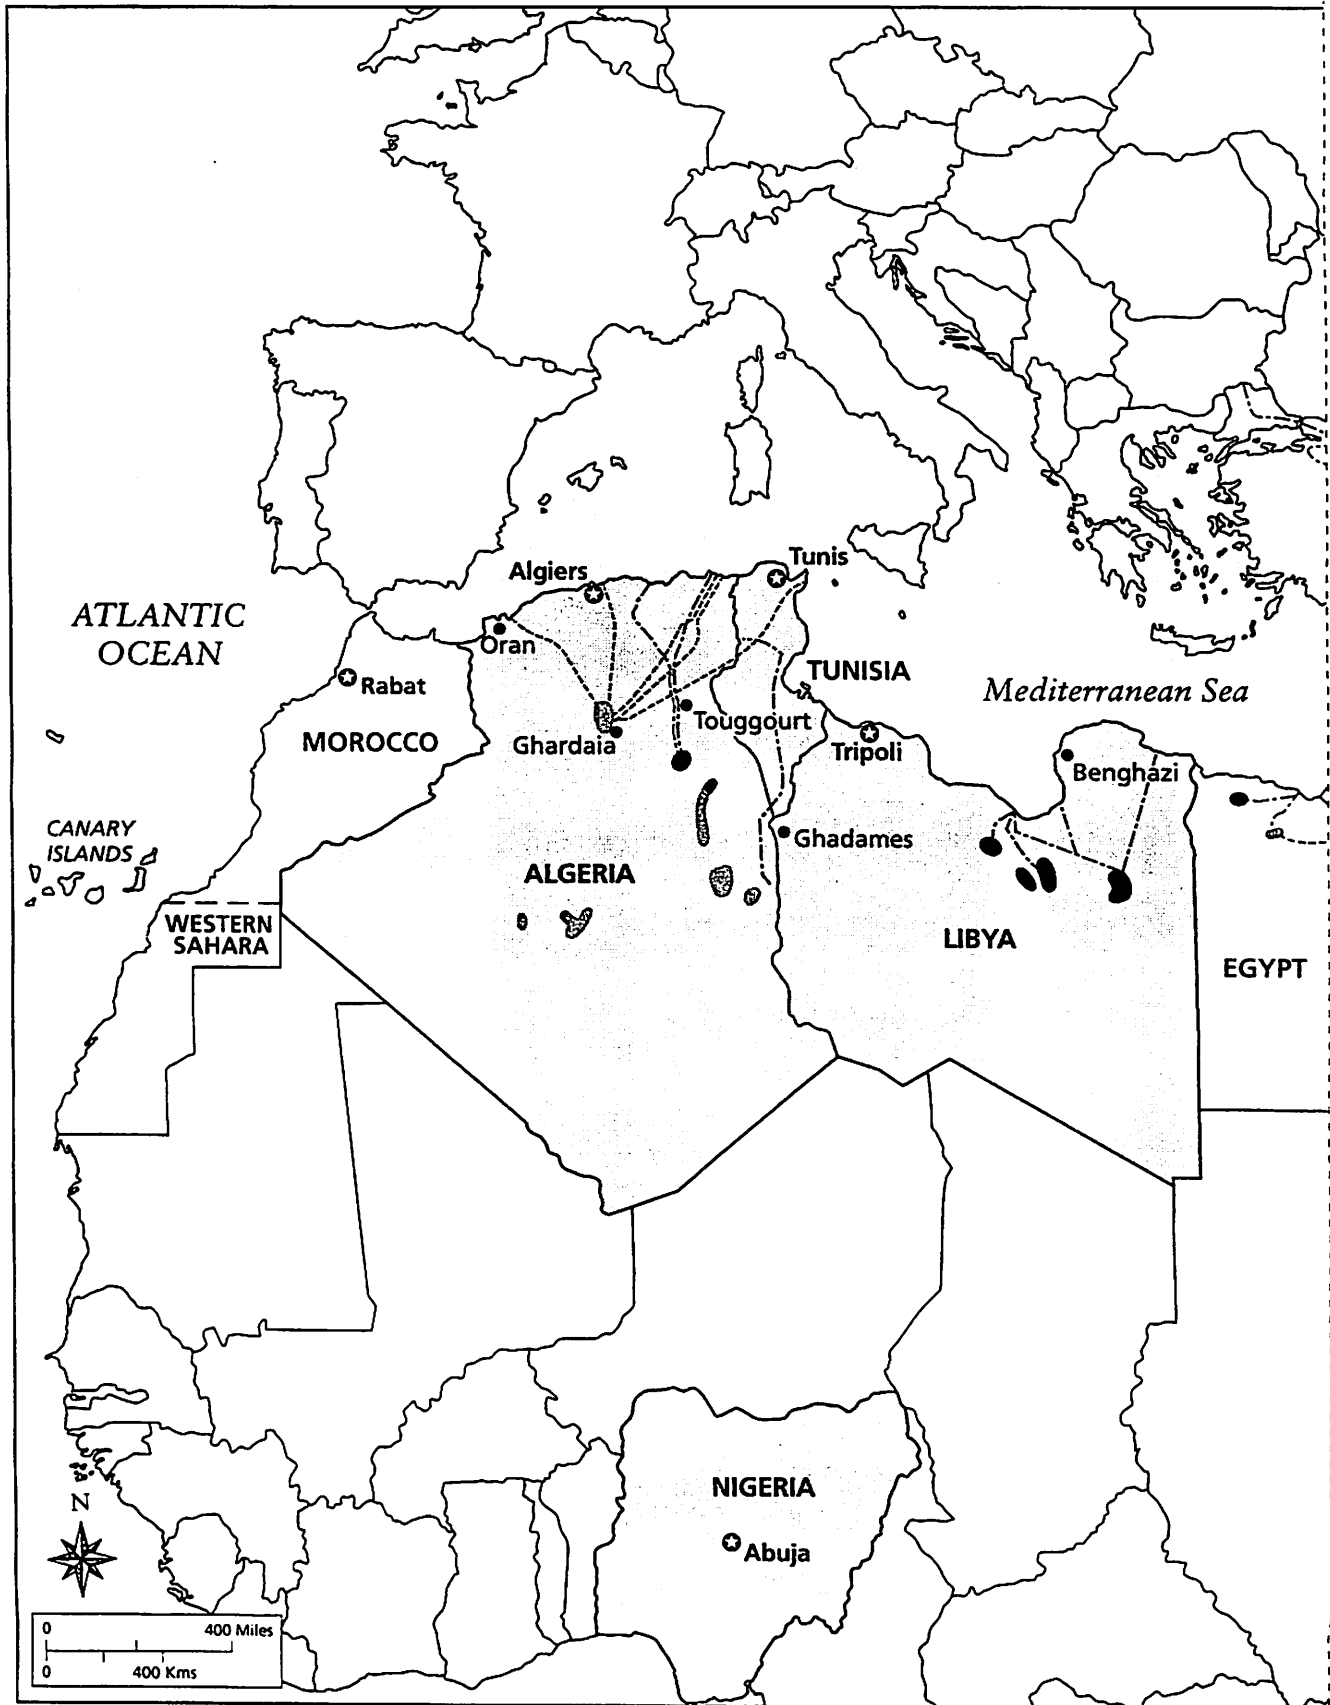 Algiers
Tunis
ATLANTIC
OCEAN
Oran
Rabat
TUNISIA
Mediterranean Sea
MOROCCO
Touggourt
Ghardaia
Tripoli
Benghazi
CANARY
ISLANDS
Ghadames
ALGERIA
WESTERN
SAHARA
LIBYA
EGYPT
NIGERIA
N
Abuja
0 400 Miles
0 400 Kms